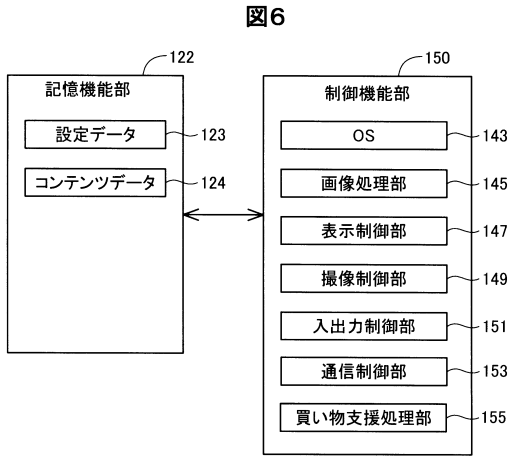 図6
122
記憶機能部
設定データ
123
コンテンツデータ
124
150
制御機能部
OS
143
画像処理部
145
表示制御部
147
撮像制御部
149
入出力制御部
151
通信制御部
153
買い物支援処理部
155